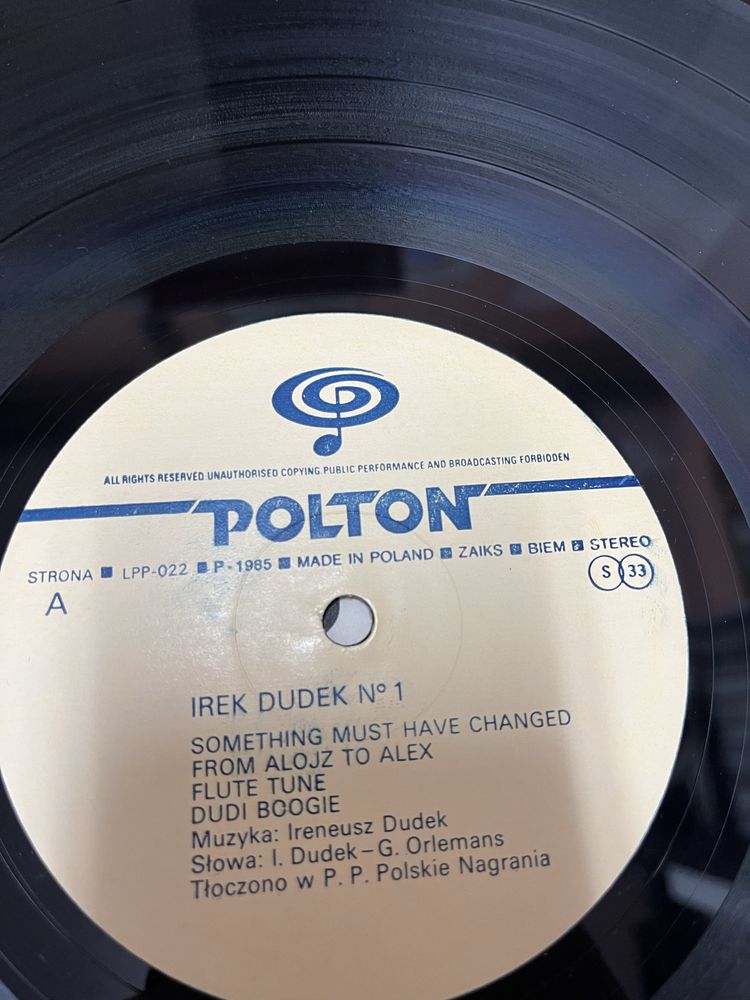 ALL RIGHTS RESERVED. UNAUTHORISED COPYING PUBLIC PERFORMANCE AND BROADCASTING FORBIDDEN
POLTON
STRONA ■ LPP-022 ■ P - 1985 ■ MADE IN POLAND ■ ZAIKS ■ BIEM ■ STEREO
A
S 33
IREK DUDEK Nº 1
SOMETHING MUST HAVE CHANGED
FROM ALOJZ TO ALEX
FLUTE TUNE
DUDI BOOGIE
Muzyka: Ireneusz Dudek
Słowa: I. Dudek – G. Orlemans
Tłoczono w P. P. Polskie Nagrania